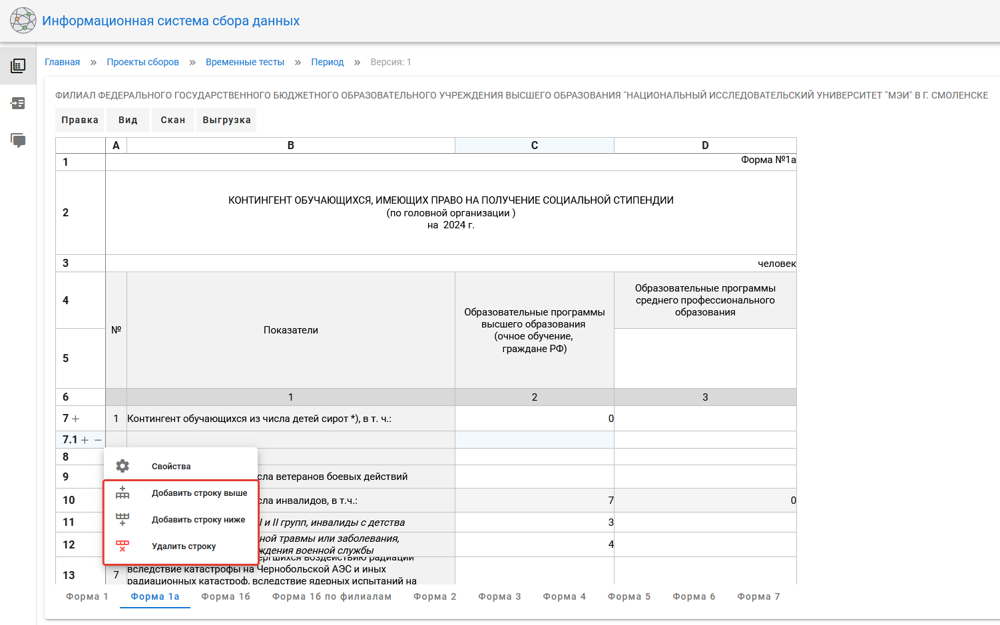 Информационная система сбора данных
Главная » Проекты сборов » Временные тесты » Период » Версия: 1
ФИЛИАЛ ФЕДЕРАЛЬНОГО ГОСУДАРСТВЕННОГО БЮДЖЕТНОГО ОБРАЗОВАТЕЛЬНОГО УЧРЕЖДЕНИЯ ВЫСШЕГО ОБРАЗОВАНИЯ "НАЦИОНАЛЬНЫЙ ИССЛЕДОВАТЕЛЬСКИЙ УНИВЕРСИТЕТ "МЭИ" В Г. СМОЛЕНСКЕ
Правка Вид Скан Выгрузка
A B C D
1 Форма №1а
2
КОНТИНГЕНТ ОБУЧАЮЩИХСЯ, ИМЕЮЩИХ ПРАВО НА ПОЛУЧЕНИЕ СОЦИАЛЬНОЙ СТИПЕНДИИ
(по головной организации )
на 2024 г.
3 человек
4
5
№
Показатели
Образовательные программы
высшего образования
(очное обучение,
граждане РФ)
Образовательные программы
среднего профессионального
образования
6 1 2 3
7 + 1 Контингент обучающихся из числа детей сирот *), в т. ч.: 0
7.1 + −
8
9 сла ветеранов боевых действий
10 сла инвалидов, в т.ч.: 7 0
11 I и II групп, инвалиды с детства 3
12 ной травмы или заболевания,
ждения военной службы 4
ергшихся воздействию радиации
13 7 вследствие катастрофы на Чернобольской АЭС и иных
радиационных катастроф, вследствие ядерных испытаний на
Свойства
Добавить строку выше
Добавить строку ниже
Удалить строку
Форма 1 Форма 1а Форма 1б Форма 1б по филиалам Форма 2 Форма 3 Форма 4 Форма 5 Форма 6 Форма 7